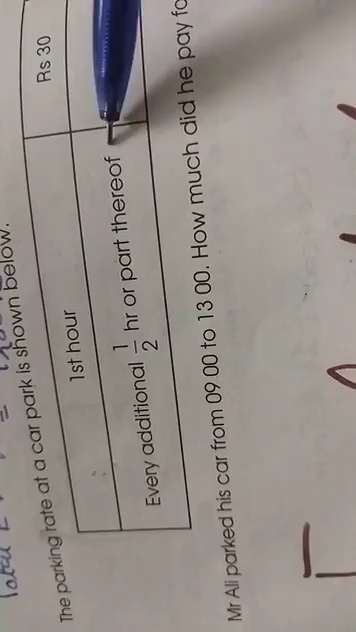 The parking rate at a car park is shown below.
1st hour Rs 30
Every additional 1/2 hr or part thereof
Mr Ali parked his car from 09 00 to 13 00. How much did he pay